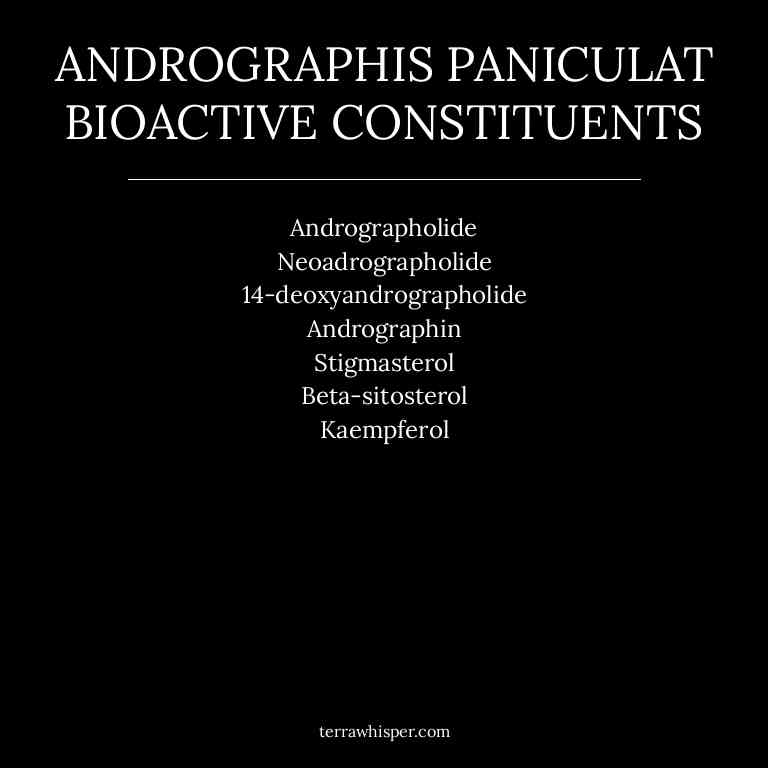 ANDROGRAPHIS PANICULAT
BIOACTIVE CONSTITUENTS
Andrographolide
Neoadrographolide
14-deoxyandrographolide
Andrographin
Stigmasterol
Beta-sitosterol
Kaempferol
terrawhisper.com